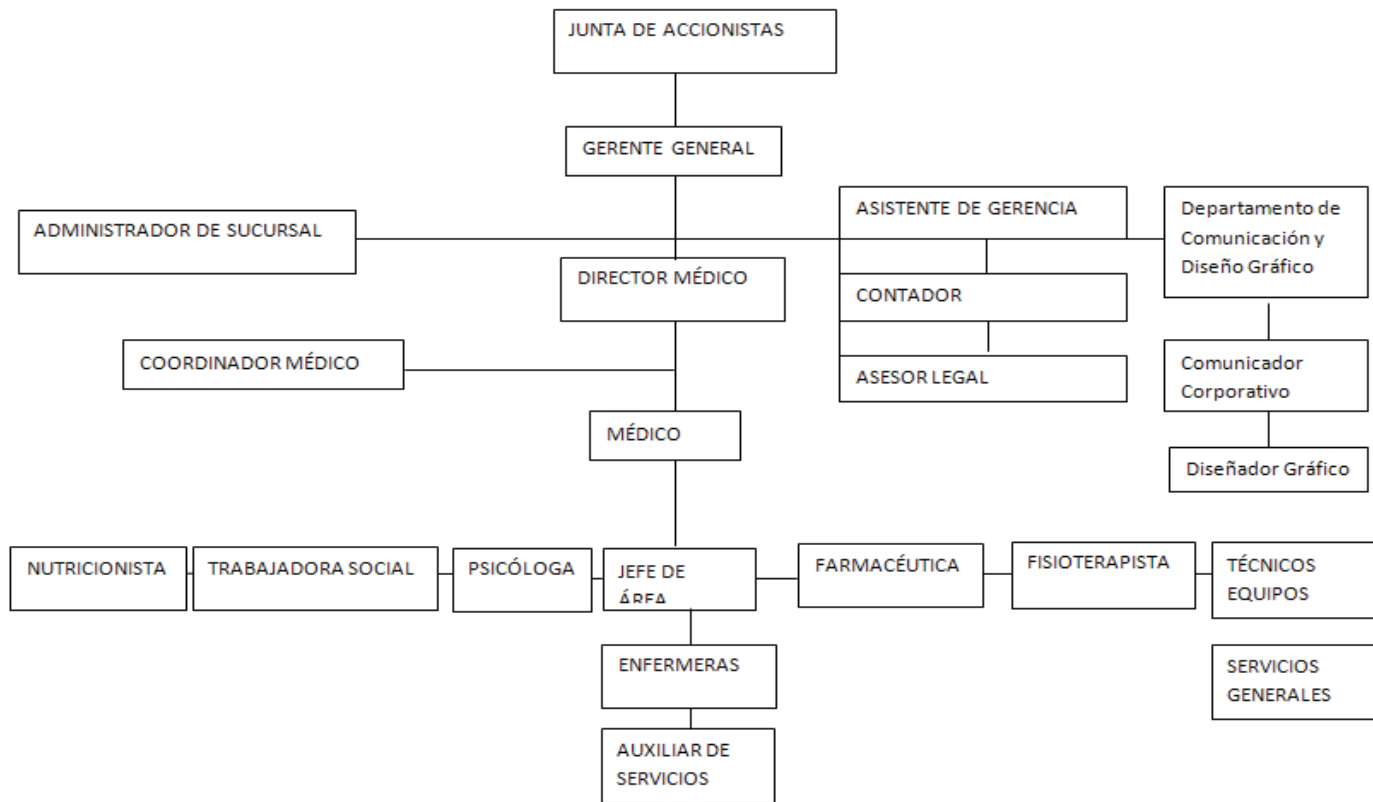 JUNTA DE ACCIONISTAS
GERENTE GENERAL
ADMINISTRADOR DE SUCURSAL
ASISTENTE DE GERENCIA
Departamento de
Comunicación y
Diseño Gráfico
DIRECTOR MÉDICO
CONTADOR
COORDINADOR MÉDICO
ASESOR LEGAL
Comunicador
Corporativo
MÉDICO
Diseñador Gráfico
NUTRICIONISTA
TRABAJADORA SOCIAL
PSICÓLOGA
JEFE DE
ÁREA
FARMACÉUTICA
FISIOTERAPISTA
TÉCNICOS
EQUIPOS
ENFERMERAS
SERVICIOS
GENERALES
AUXILIAR DE
SERVICIOS